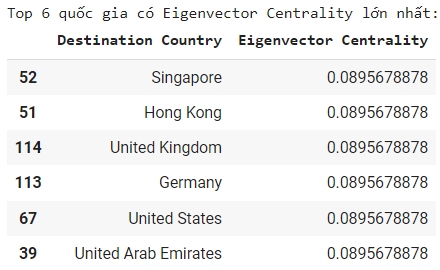 Top 6 quốc gia có Eigenvector Centrality lớn nhất:
Destination Country Eigenvector Centrality
52 Singapore 0.0895678878
51 Hong Kong 0.0895678878
114 United Kingdom 0.0895678878
113 Germany 0.0895678878
67 United States 0.0895678878
39 United Arab Emirates 0.0895678878